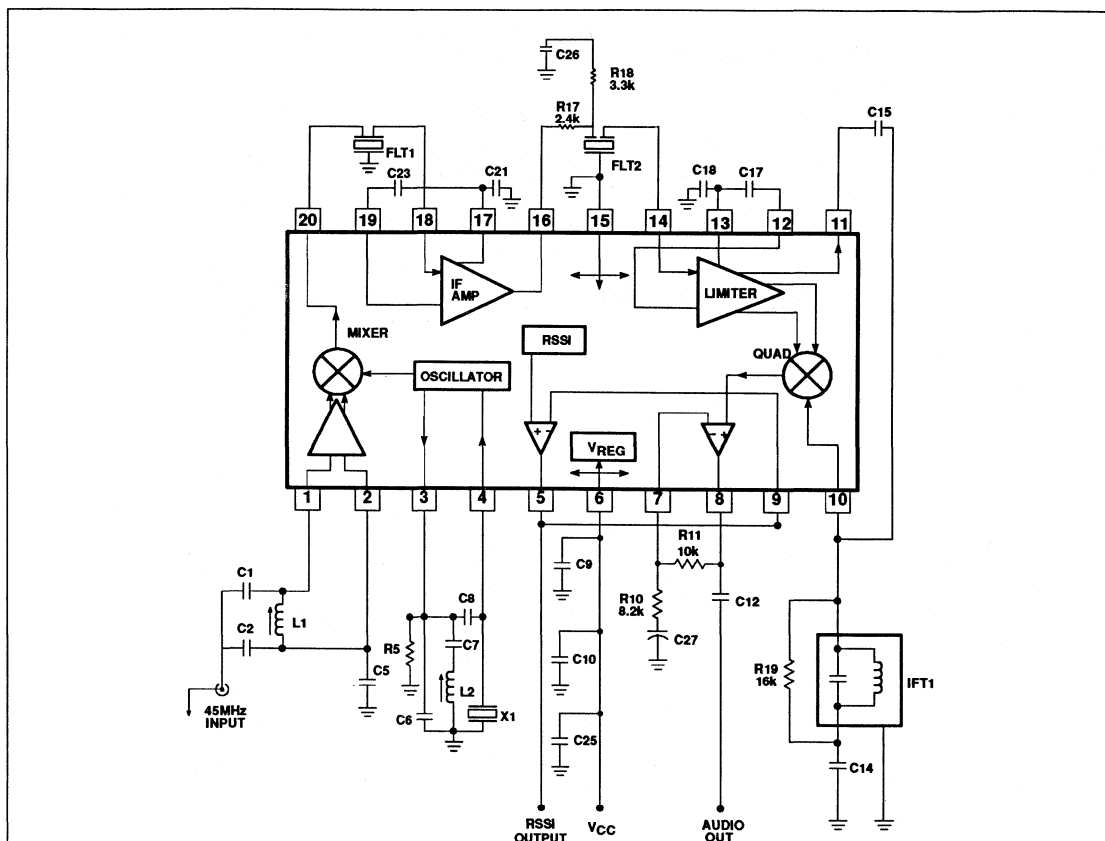 C26
R18
3.3k
R17
2.4k
C15
FLT1
FLT2
C23
C21
C18
C17
20
19
18
17
16
15
14
13
12
11
IF
AMP
LIMITER
MIXER
RSSI
QUAD
OSCILLATOR
+ -
VREG
- +
1
2
3
4
5
6
7
8
9
10
C1
L1
C2
C5
45MHz
INPUT
R5
C6
C8
C7
L2
X1
C9
C10
C25
R11
10k
R10
8.2k
C27
C12
R19
16k
IFT1
C14
RSSI
OUTPUT
VCC
AUDIO
OUT